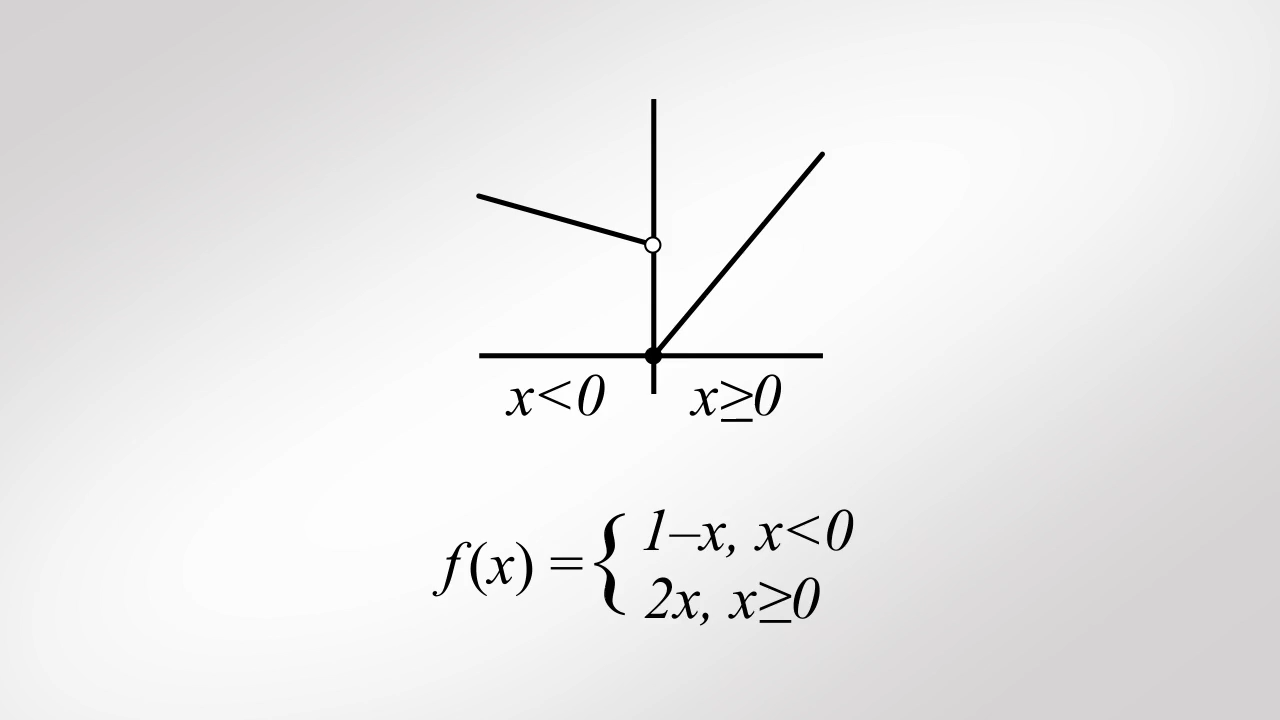 x<0 x≥0
f(x) = { 1–x, x<0
2x, x≥0